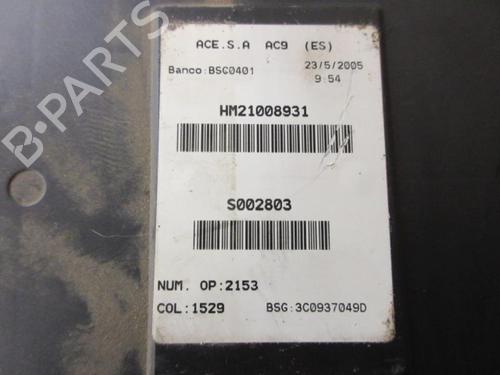 ACE.S.A AC9 (ES)
Banco:BSG0401
23/5/2005
9:54
HM21008931
S002803
NUM. OP:2153
COL:1529
BSG:3C0937049D
B-PARTS